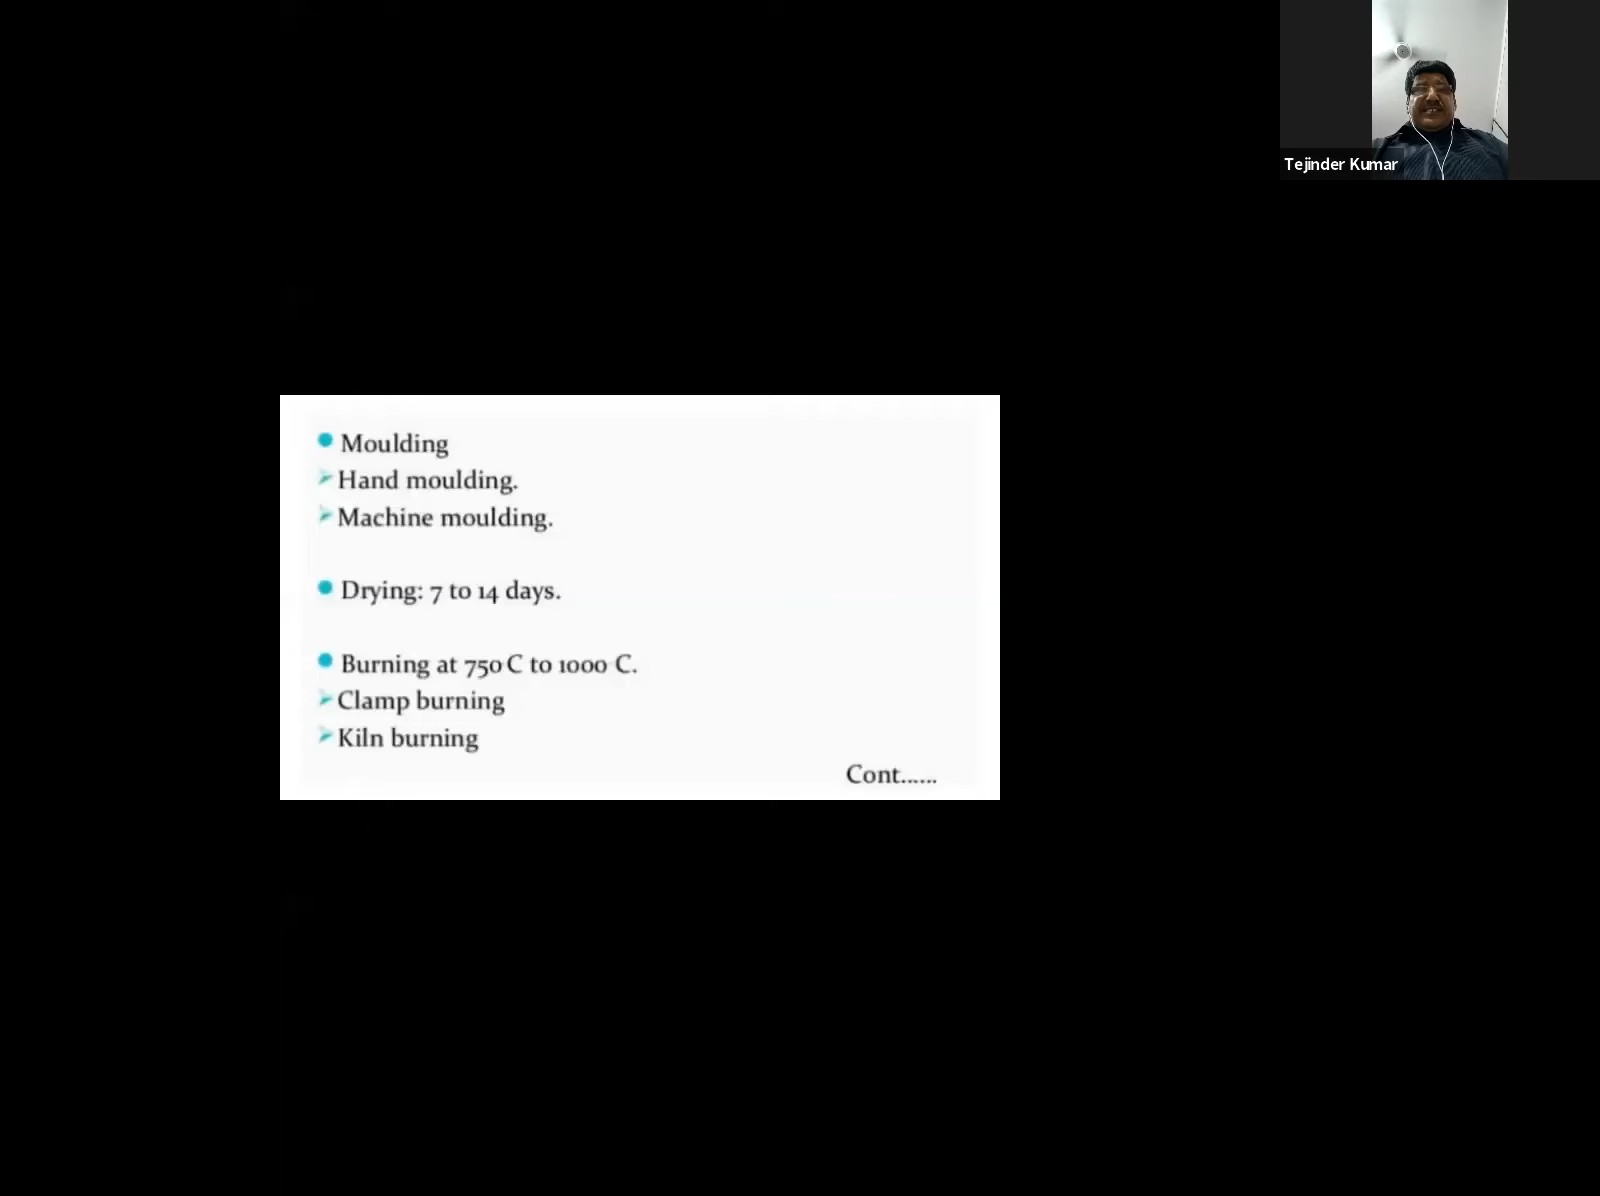 Tejinder Kumar
Moulding
Hand moulding.
Machine moulding.
Drying: 7 to 14 days.
Burning at 750 C to 1000 C.
Clamp burning
Kiln burning
Cont......